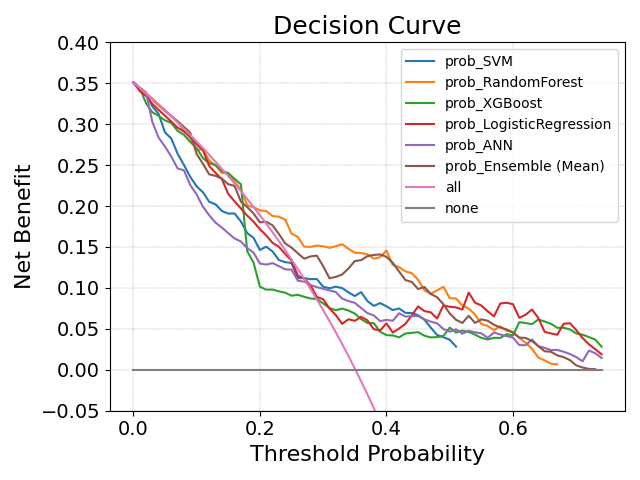 Decision Curve
prob_SVM
prob_RandomForest
prob_XGBoost
prob_LogisticRegression
prob_ANN
prob_Ensemble (Mean)
all
none
Net Benefit
0.40
0.35
0.30
0.25
0.20
0.15
0.10
0.05
0.00
−0.05
0.0 0.2 0.4 0.6
Threshold Probability